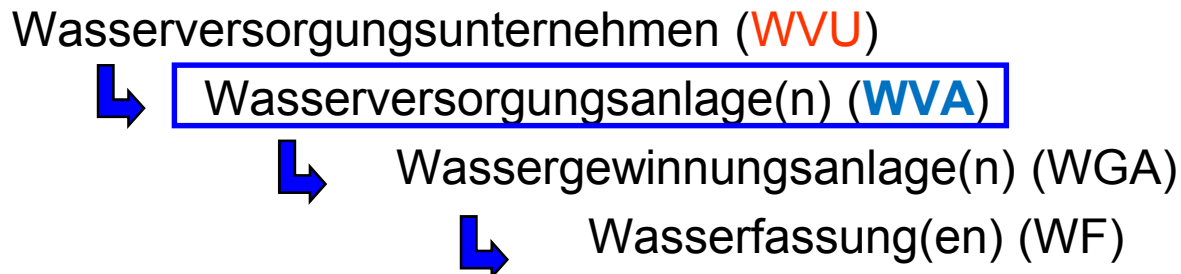 Wasserversorgungsunternehmen (WVU)
Wasserversorgungsanlage(n) (WVA)
Wassergewinnungsanlage(n) (WGA)
Wasserfassung(en) (WF)